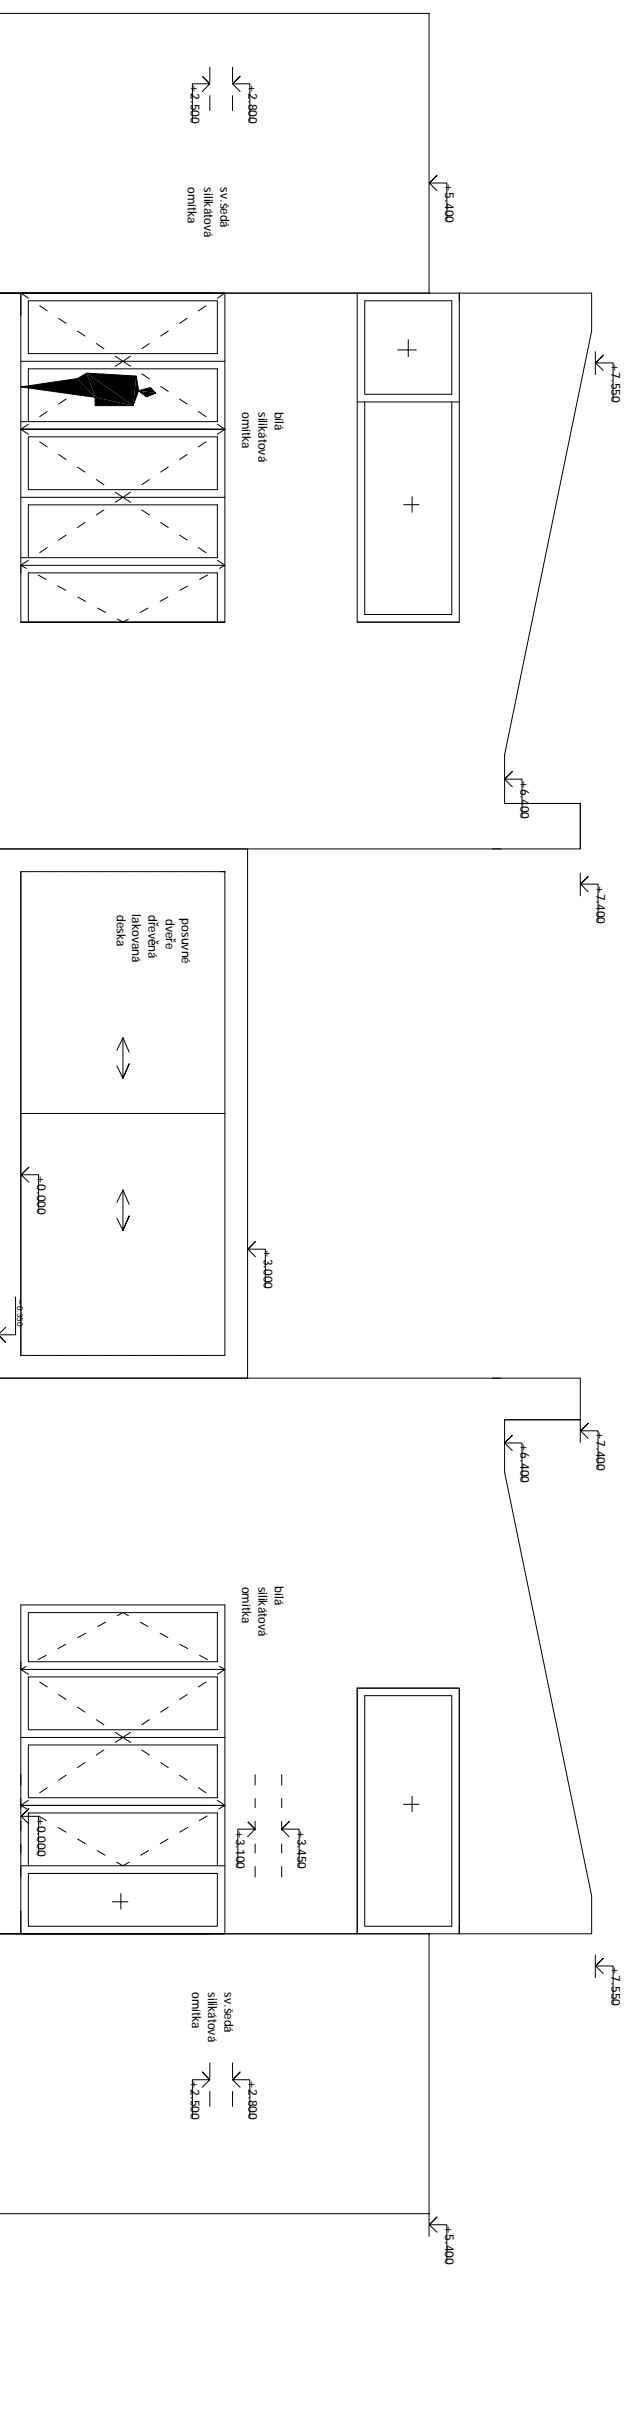 +2.500
+2.800
sv.šedá
silikátová
omítka
+5.400
+7.550
bílá
silikátová
omítka
+6.400
+7.400
posuvné
dveře
dřevěná
lakovaná
deska
+0.000
+3.000
-0.350
+7.400
+6.400
bílá
silikátová
omítka
+0.000
+3.100
+3.450
+7.550
sv.šedá
silikátová
omítka
+2.500
+2.800
+5.400